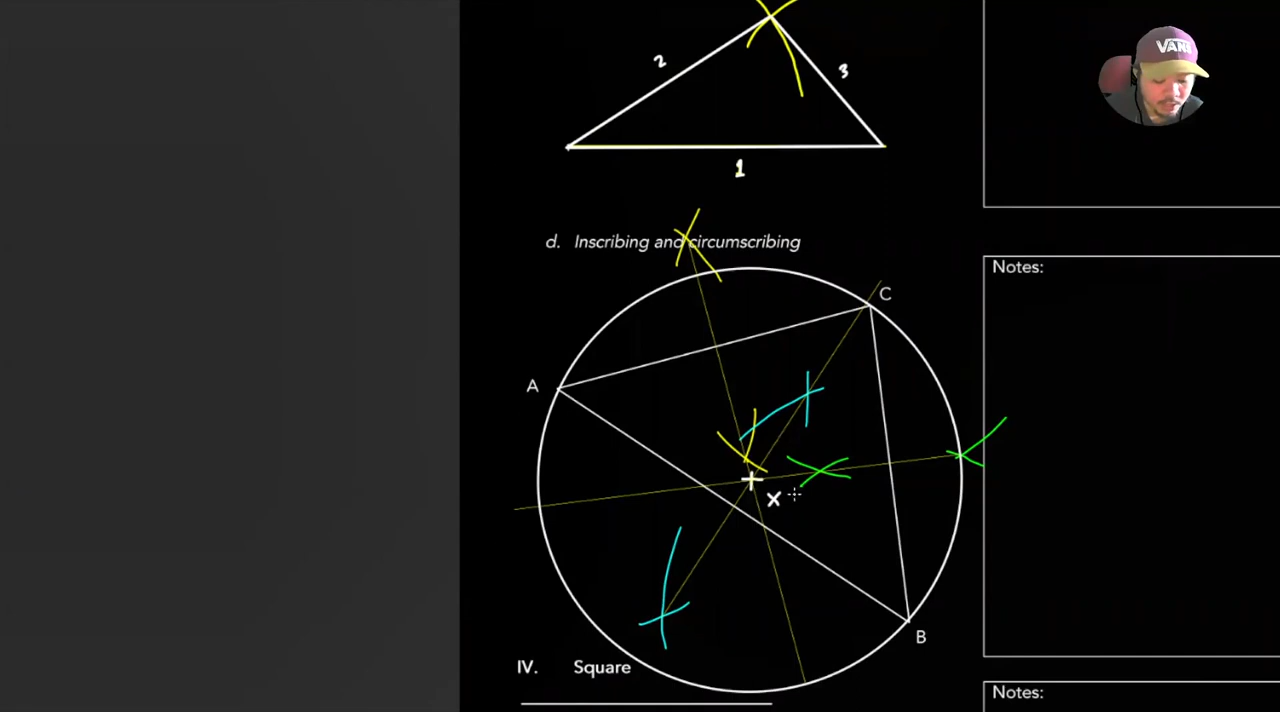 VANS
2
3
1
d. Inscribing and circumscribing
Notes:
C
A
x
B
IV. Square
Notes: